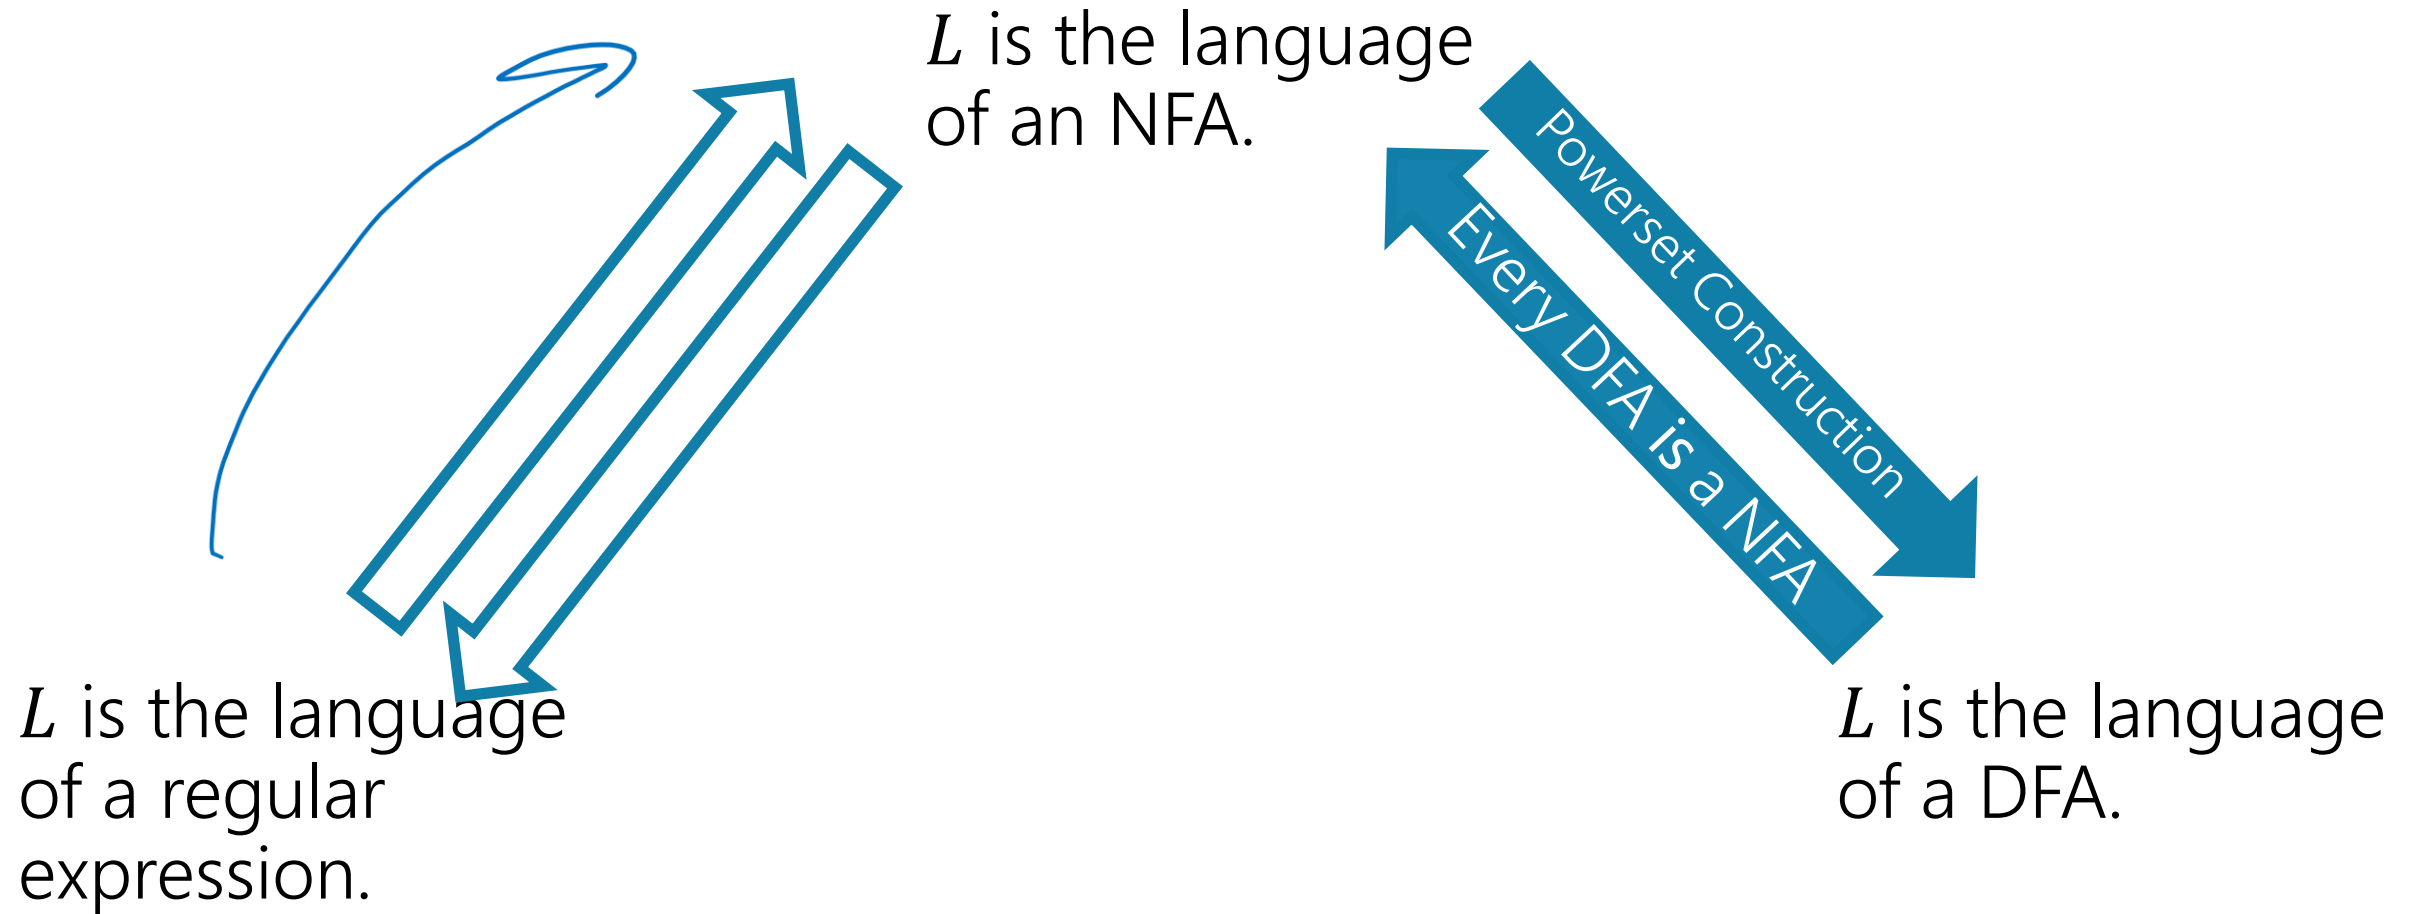 L is the language
of an NFA.
Powerset Construction
Every DFA is a NFA
L is the language
of a regular
expression.
L is the language
of a DFA.